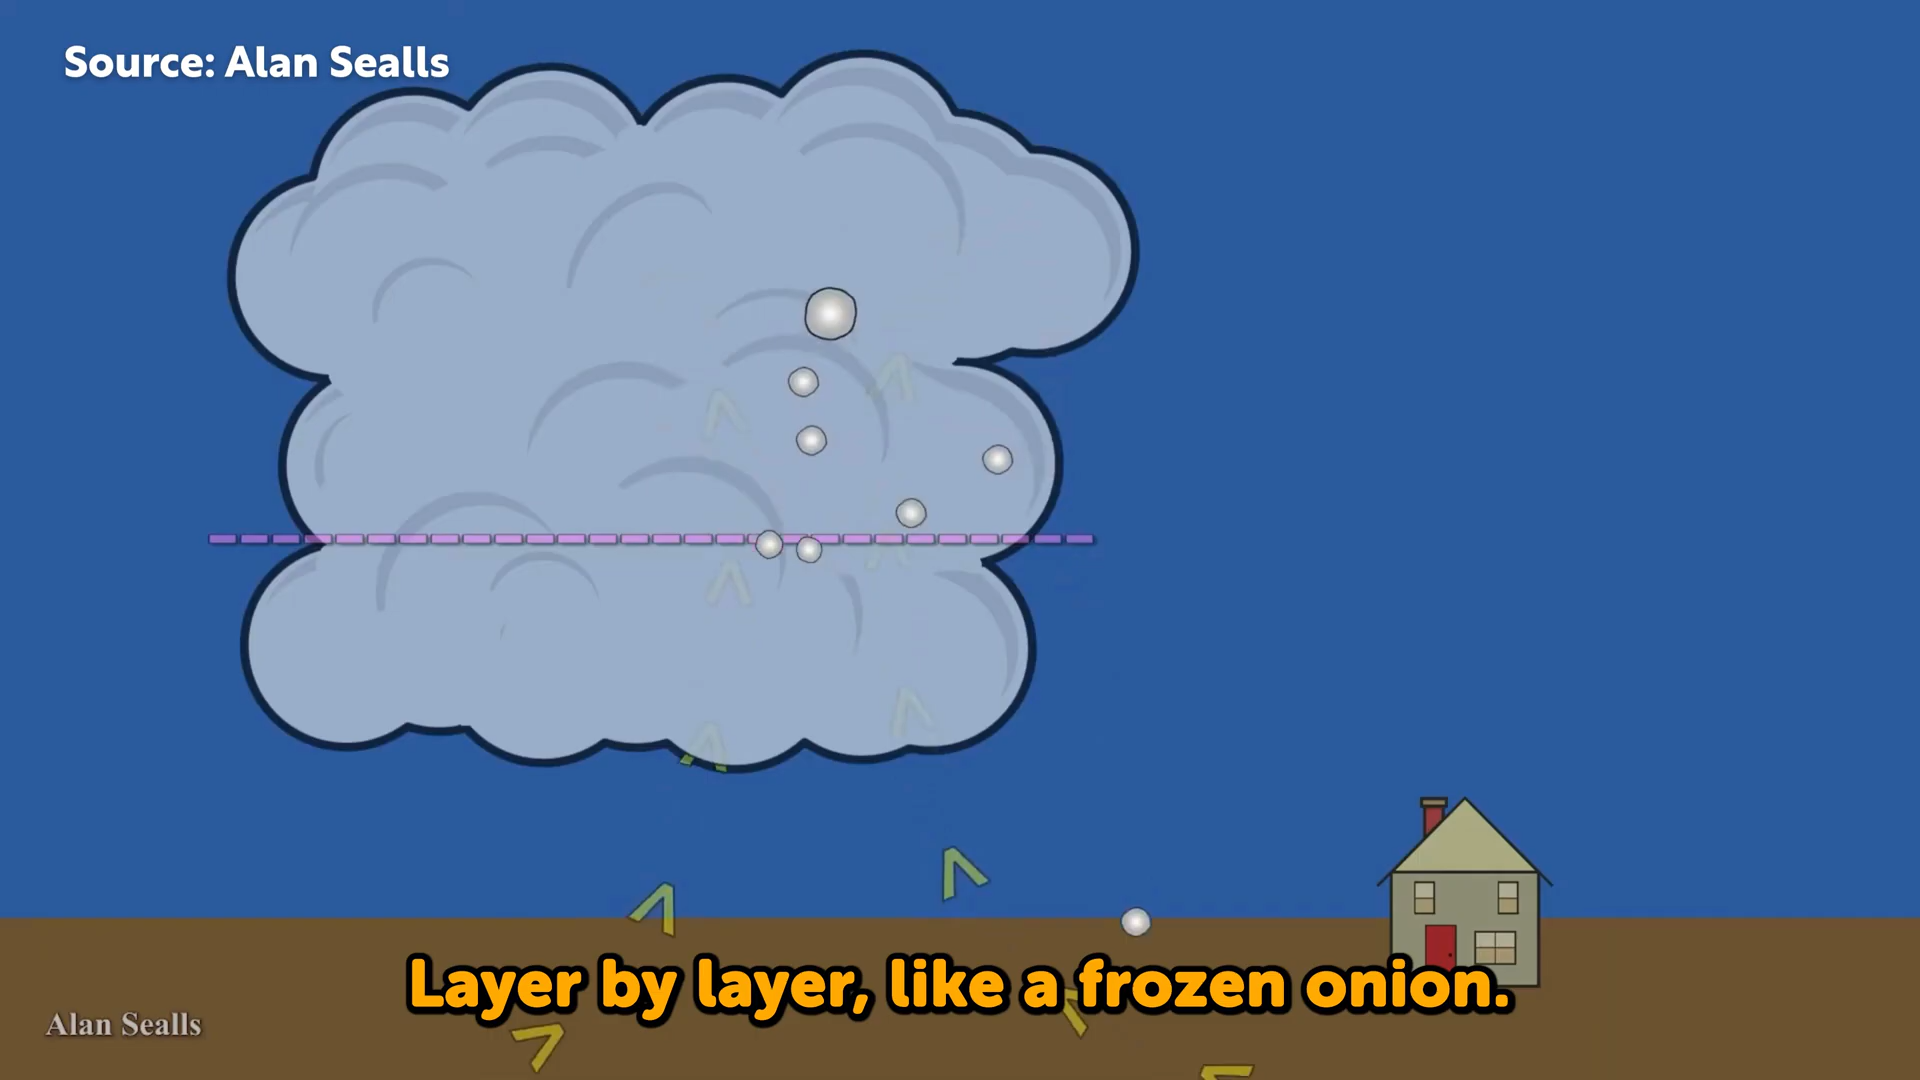 Source: Alan Sealls
Layer by layer, like a frozen onion.
Alan Sealls